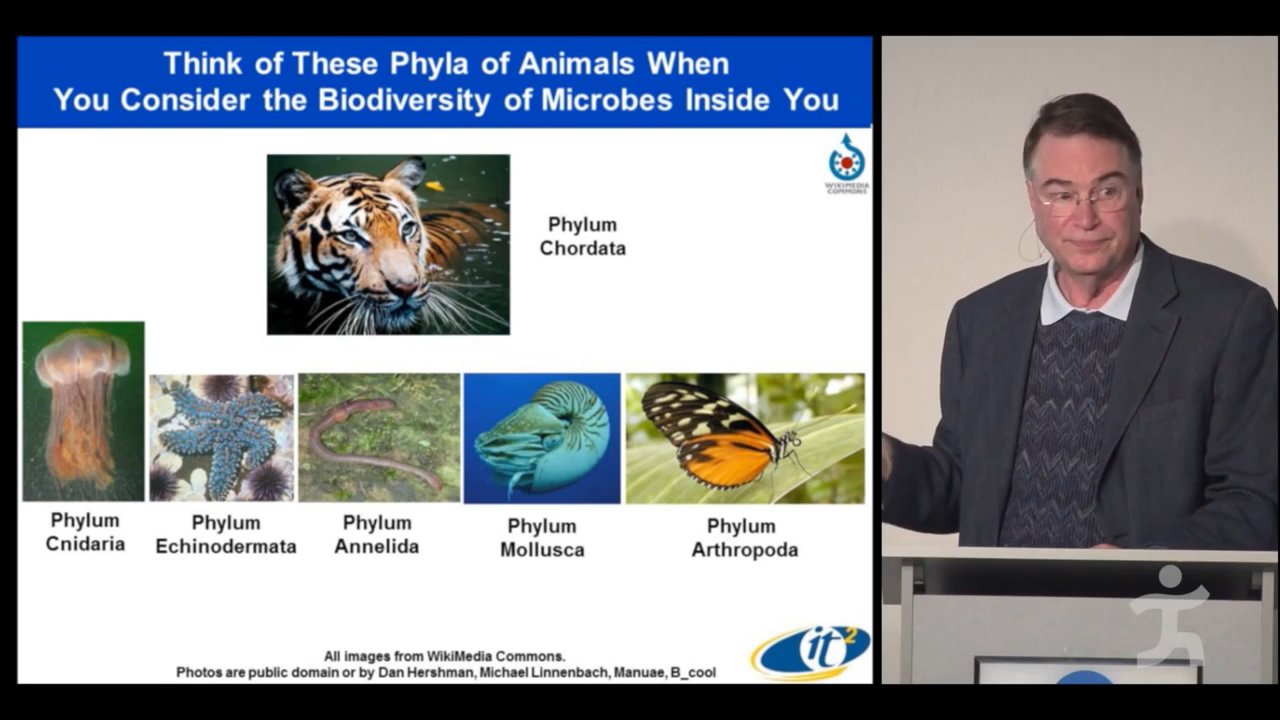 Think of These Phyla of Animals When
You Consider the Biodiversity of Microbes Inside You
WIKIMEDIA
COMMONS
Phylum
Chordata
Phylum
Cnidaria
Phylum
Echinodermata
Phylum
Annelida
Phylum
Mollusca
Phylum
Arthropoda
All images from WikiMedia Commons.
Photos are public domain or by Dan Hershman, Michael Linnenbach, Manuae, B_cool
it2